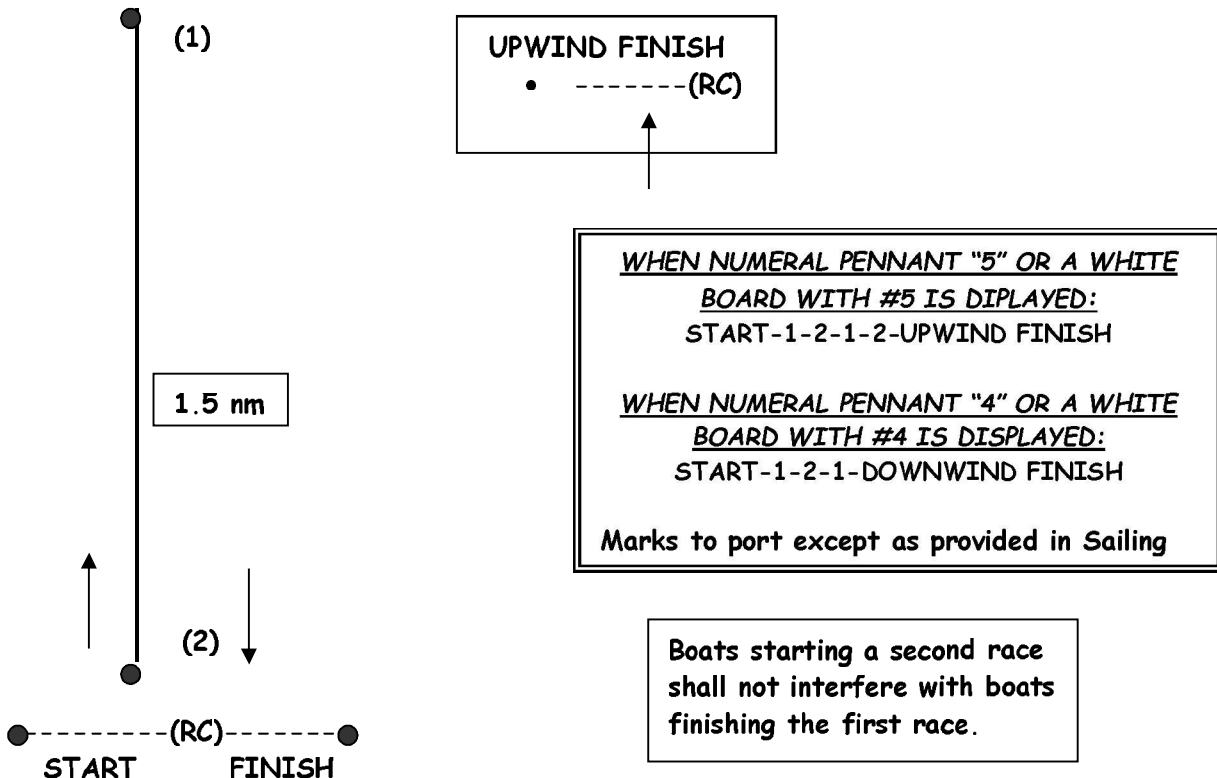 (1)
UPWIND FINISH
• -------(RC)
WHEN NUMERAL PENNANT "5" OR A WHITE
BOARD WITH #5 IS DIPLAYED:
START-1-2-1-2-UPWIND FINISH
1.5 nm
WHEN NUMERAL PENNANT "4" OR A WHITE
BOARD WITH #4 IS DISPLAYED:
START-1-2-1-DOWNWIND FINISH
Marks to port except as provided in Sailing
(2)
Boats starting a second race
shall not interfere with boats
finishing the first race.
(RC)
START FINISH